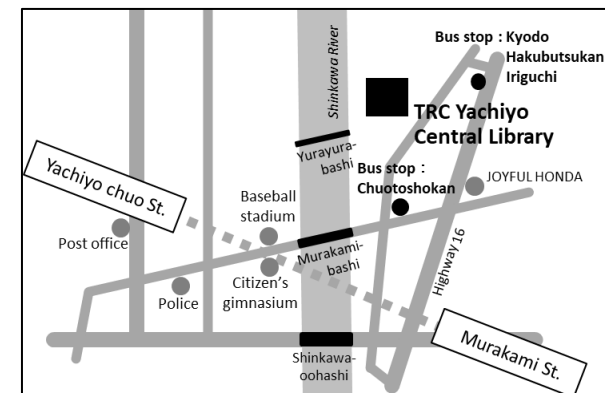 Bus stop：Kyodo
Hakubutsukan
Iriguchi
Shinkawa River
TRC Yachiyo
Central Library
Yurayura-
bashi
Bus stop：
Chuotoshokan
JOYFUL HONDA
Yachiyo chuo St.
Baseball
stadium
Post office
Murakami-
bashi
Highway 16
Citizen’s
gimnasium
Police
Murakami St.
Shinkawa-
oohashi